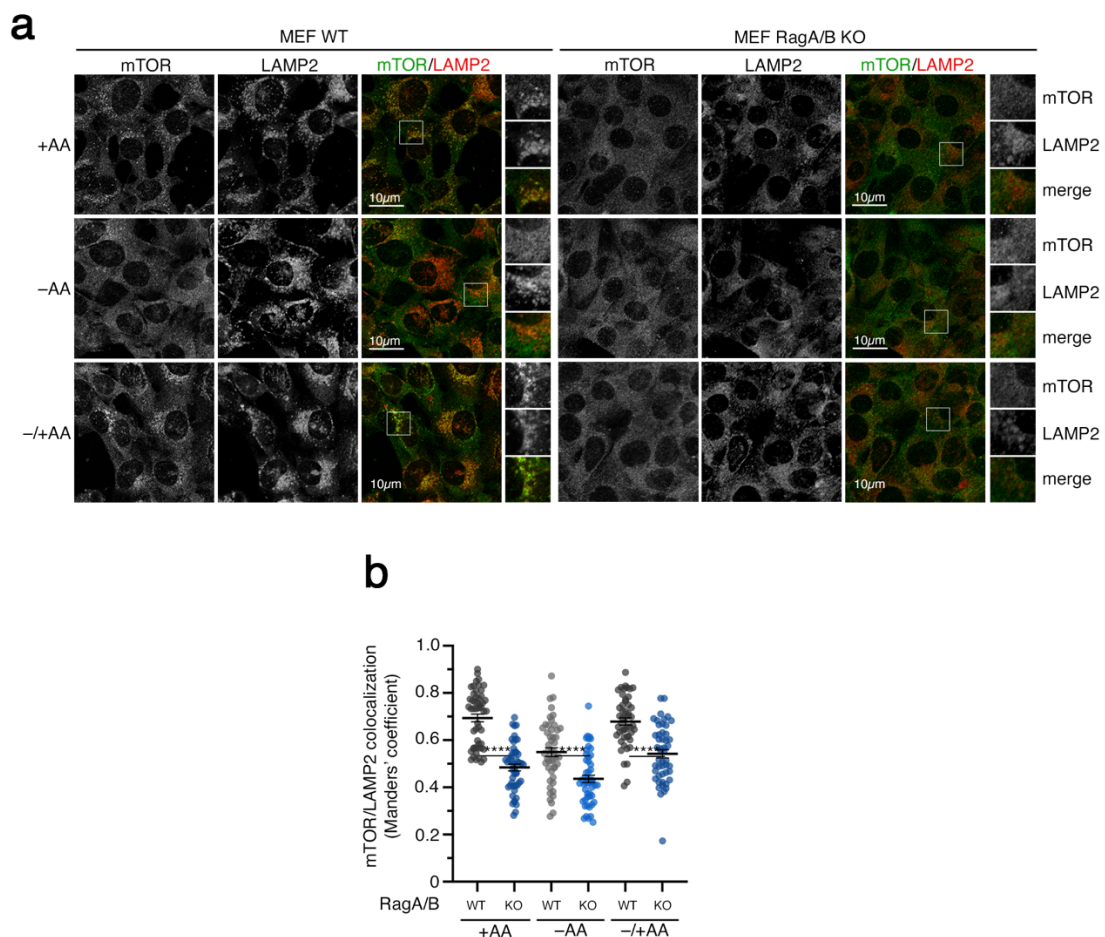 a
MEF WT
MEF RagA/B KO
mTOR LAMP2 mTOR/LAMP2 mTOR LAMP2 mTOR/LAMP2
+AA
10µm
10µm
mTOR
LAMP2
merge
–AA
10µm
10µm
mTOR
LAMP2
merge
–/+AA
10µm
10µm
mTOR
LAMP2
merge
b
mTOR/LAMP2 colocalization
(Manders' coefficient)
1.0
0.8
0.6
0.4
0.2
0
**** **** ****
RagA/B WT KO WT KO WT KO
+AA –AA –/+AA